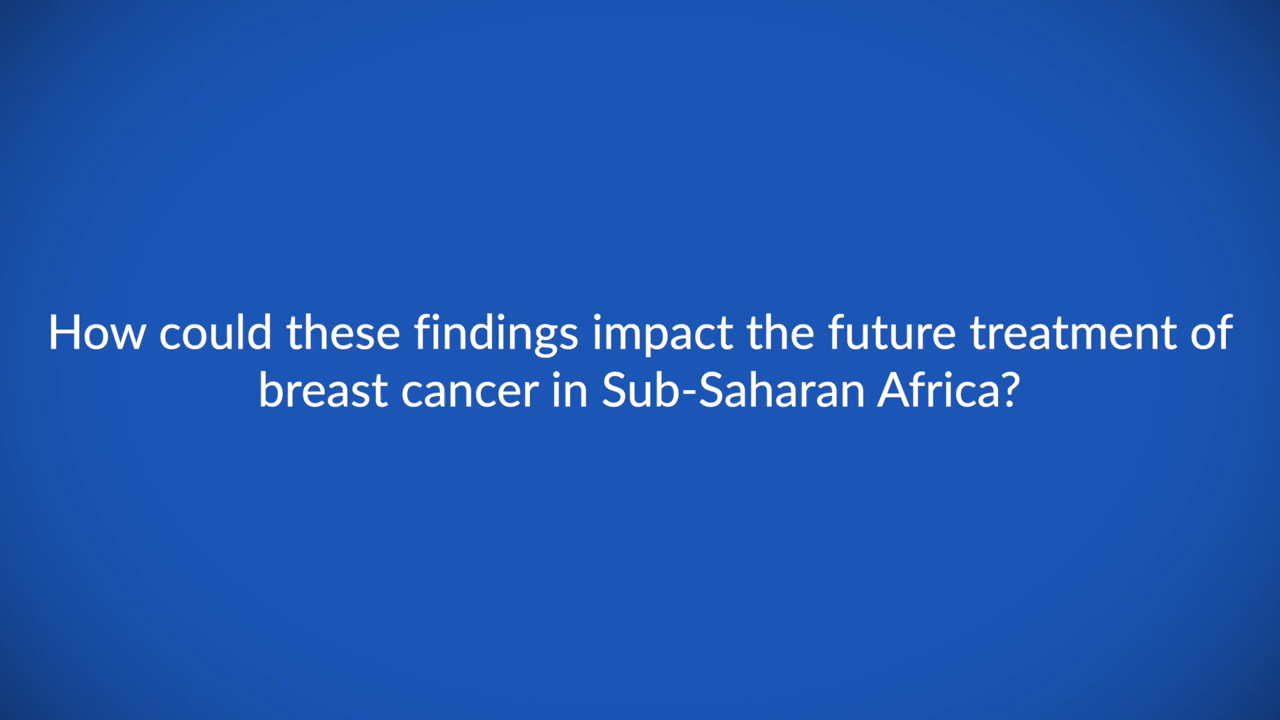 How could these findings impact the future treatment of
breast cancer in Sub-Saharan Africa?